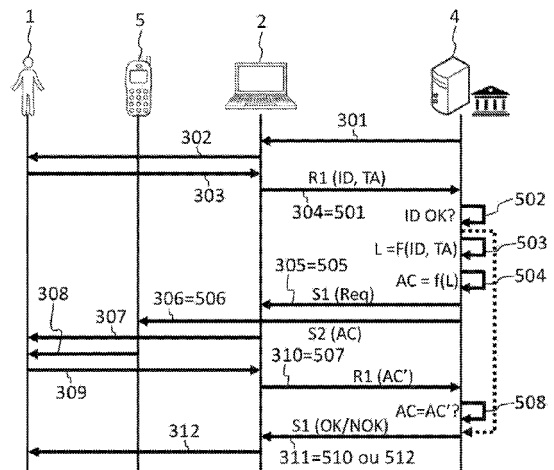 1
5
2
4
301
302
303
R1 (ID, TA)
304=501
ID OK?
502
L =F(ID, TA)
503
AC = f(L)
504
305=505
S1 (Req)
306=506
308
307
S2 (AC)
310=507
309
R1 (AC')
AC=AC'?
508
S1 (OK/NOK)
312
311=510 ou 512